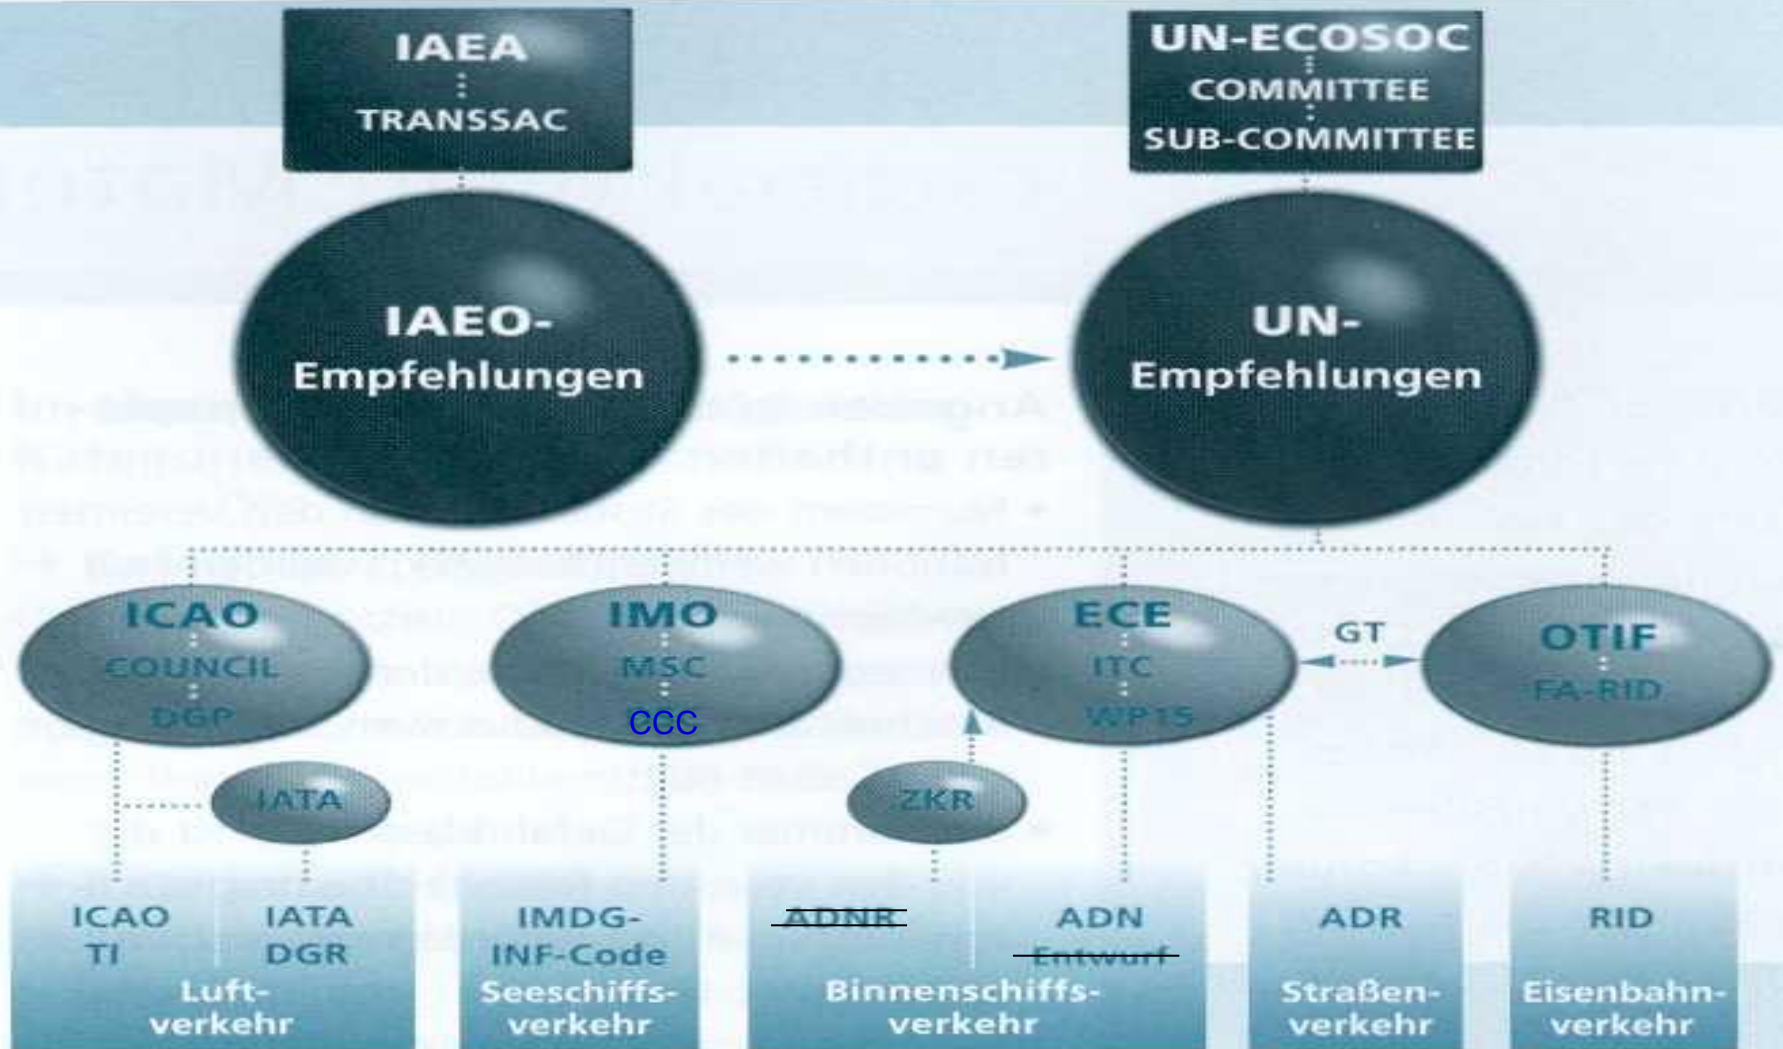 IAEA
TRANSSAC
UN-ECOSOC
COMMITTEE
SUB-COMMITTEE
IAEO-
Empfehlungen
UN-
Empfehlungen
ICAO
COUNCIL
DGP
IMO
MSC
CCC
ECE
ITC
WP15
GT
OTIF
FA-RID
IATA
ZKR
ICAO
TI
IATA
DGR
Luft-
verkehr
IMDG-
INF-Code
Seeschiffs-
verkehr
ADNR
ADN
Entwurf
Binnenschiffs-
verkehr
ADR
Straßen-
verkehr
RID
Eisenbahn-
verkehr